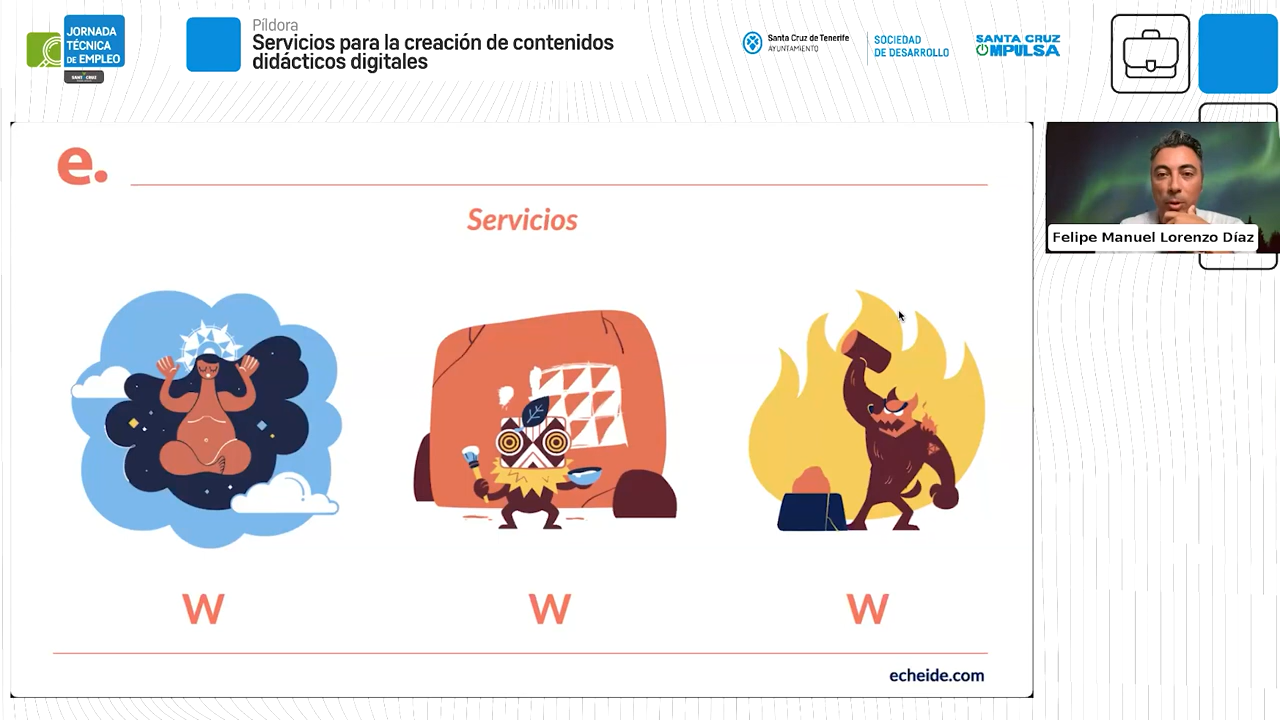 JORNADA
TÉCNICA
DE EMPLEO
Píldora
Servicios para la creación de contenidos
didácticos digitales
Santa Cruz de Tenerife
AYUNTAMIENTO
SOCIEDAD
DE DESARROLLO
SANTA CRUZ
IMPULSA
e.
Servicios
Felipe Manuel Lorenzo Díaz
W
W
W
echeide.com